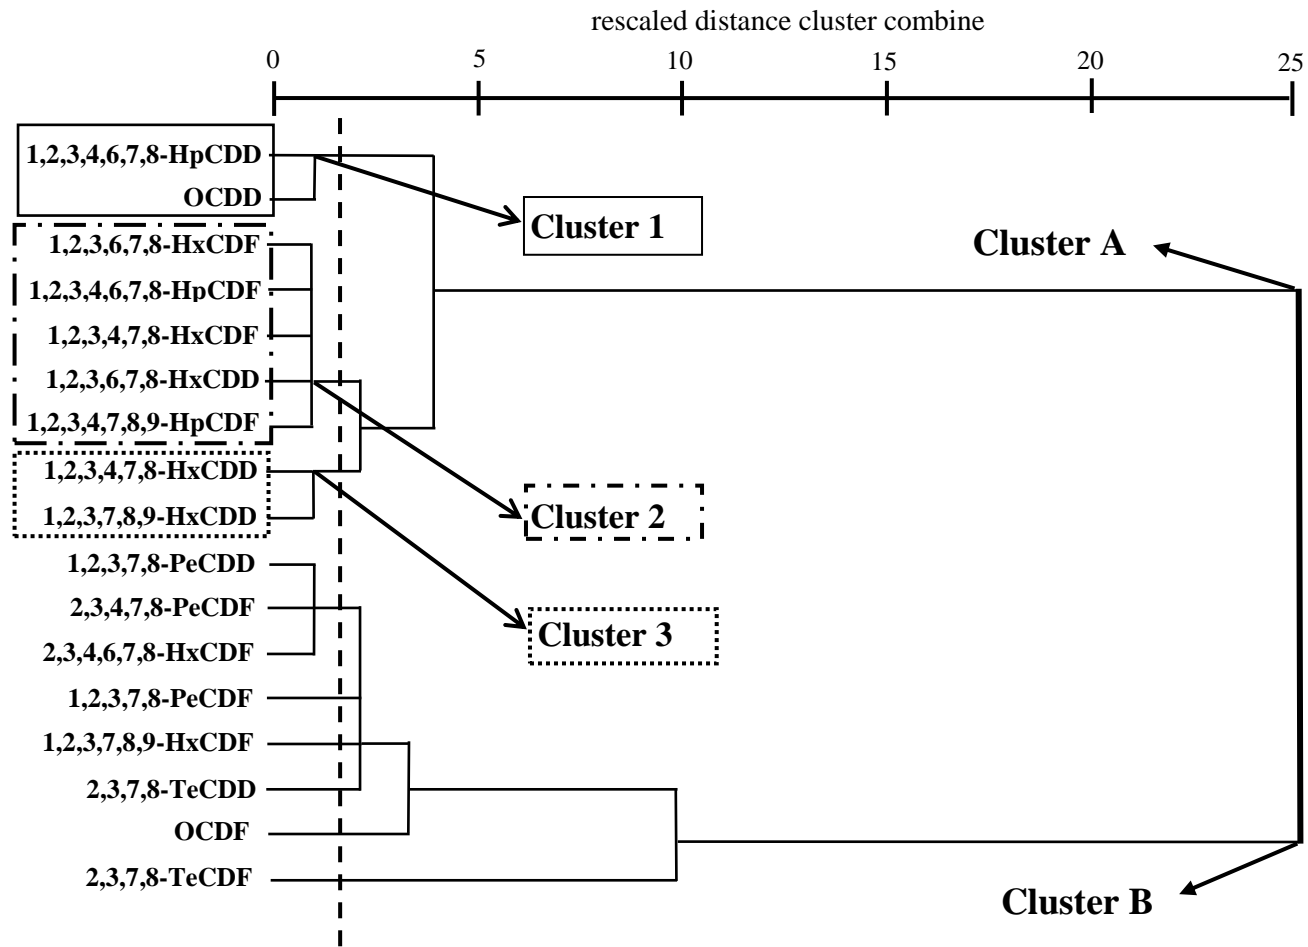 rescaled distance cluster combine
0 5 10 15 20 25
1,2,3,4,6,7,8-HpCDD
OCDD
Cluster 1
1,2,3,6,7,8-HxCDF
Cluster A
1,2,3,4,6,7,8-HpCDF
1,2,3,4,7,8-HxCDF
1,2,3,6,7,8-HxCDD
1,2,3,4,7,8,9-HpCDF
1,2,3,4,7,8-HxCDD
1,2,3,7,8,9-HxCDD
Cluster 2
1,2,3,7,8-PeCDD
2,3,4,7,8-PeCDF
Cluster 3
2,3,4,6,7,8-HxCDF
1,2,3,7,8-PeCDF
1,2,3,7,8,9-HxCDF
2,3,7,8-TeCDD
OCDF
2,3,7,8-TeCDF
Cluster B